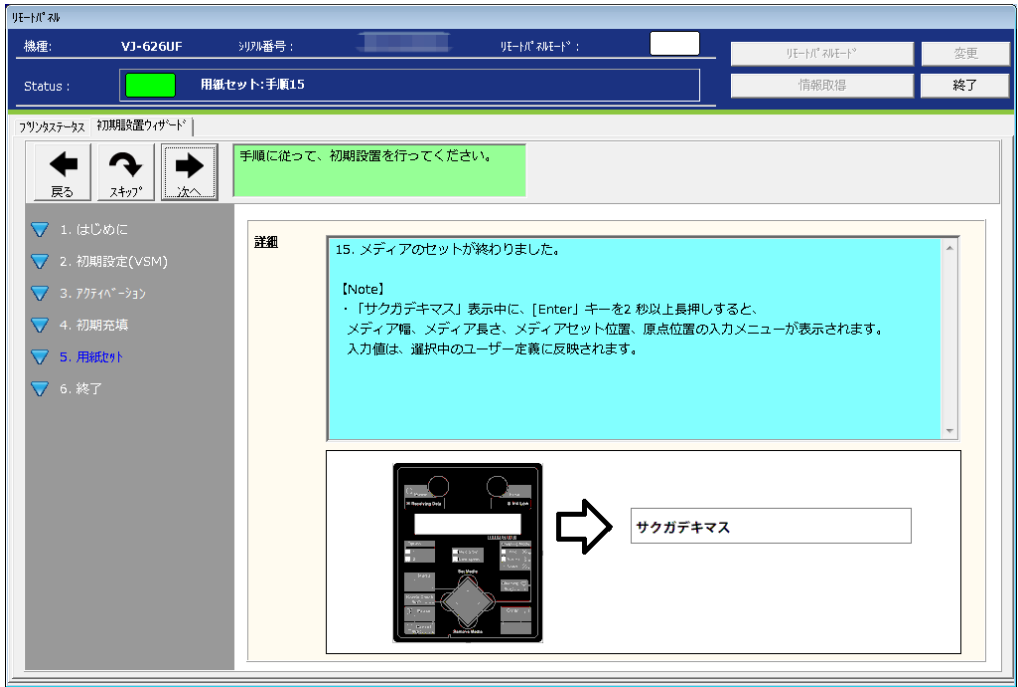 ﾘﾓｰﾄﾊﾟﾈﾙ
機種:
VJ-626UF
ｼﾘｱﾙ番号 :
ﾘﾓｰﾄﾊﾟﾈﾙﾓｰﾄﾞ :
ﾘﾓｰﾄﾊﾟﾈﾙﾓｰﾄﾞ
変更
Status :
用紙セット:手順15
情報取得
終了
ﾌﾟﾘﾝﾀｽﾃｰﾀｽ
初期設置ｳｨｻﾞｰﾄﾞ
戻る
ｽｷｯﾌﾟ
次へ
手順に従って、初期設置を行ってください。
1. はじめに
2. 初期設定(VSM)
3. ｱｸﾃｨﾍﾞｰｼｮﾝ
4. 初期充填
5. 用紙ｾｯﾄ
6. 終了
詳細
15. メディアのセットが終わりました。
【Note】
・「サクガデキマス」表示中に、[Enter」キーを2 秒以上長押しすると、
メディア幅、メディア長さ、メディアセット位置、原点位置の入力メニューが表示されます。
入力値は、選択中のユーザー定義に反映されます。
Receiving Data
Set Media
Remove Media
サクガデキマス